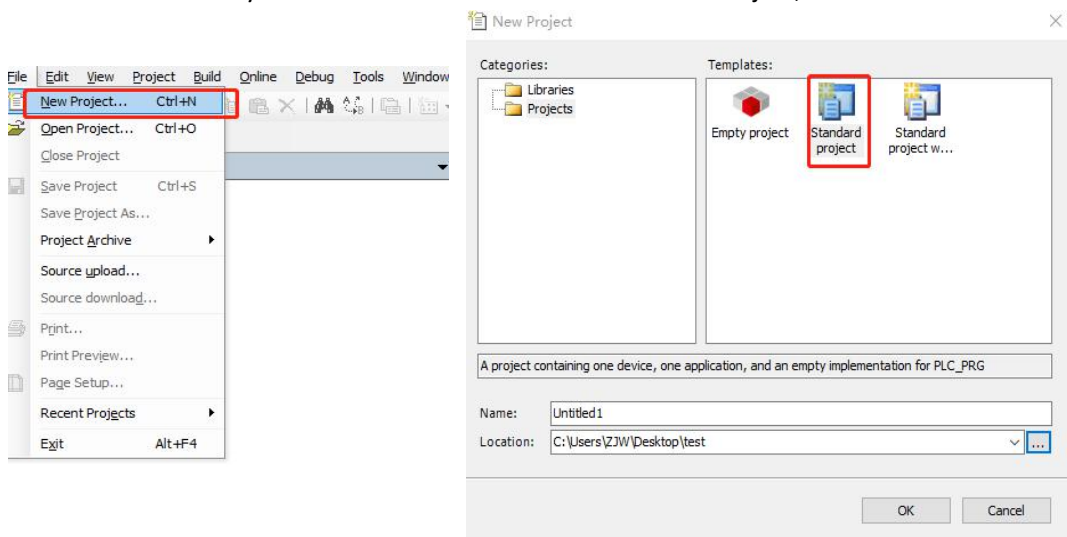 File Edit View Project Build Online Debug Tools Window
New Project... Ctrl+N
Open Project... Ctrl+O
Close Project
Save Project Ctrl+S
Save Project As...
Project Archive
Source upload...
Source download...
Print...
Print Preview...
Page Setup...
Recent Projects
Exit Alt+F4
New Project
Categories:
Libraries
Projects
Templates:
Empty project
Standard
project
Standard
project w...
A project containing one device, one application, and an empty implementation for PLC_PRG
Name: Untitled1
Location: C:\Users\ZJW\Desktop\test
...
OK Cancel